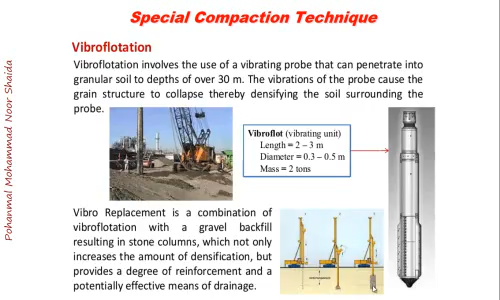 Special Compaction Technique
Vibroflotation
Vibroflotation involves the use of a vibrating probe that can penetrate into
granular soil to depths of over 30 m. The vibrations of the probe cause the
grain structure to collapse thereby densifying the soil surrounding the
probe.
Vibroflot (vibrating unit)
Length = 2 – 3 m
Diameter = 0.3 – 0.5 m
Mass = 2 tons
Vibro Replacement is a combination of
vibroflotation with a gravel backfill
resulting in stone columns, which not only
increases the amount of densification, but
provides a degree of reinforcement and a
potentially effective means of drainage.
Pohanmal Mohammad Noor Shaida